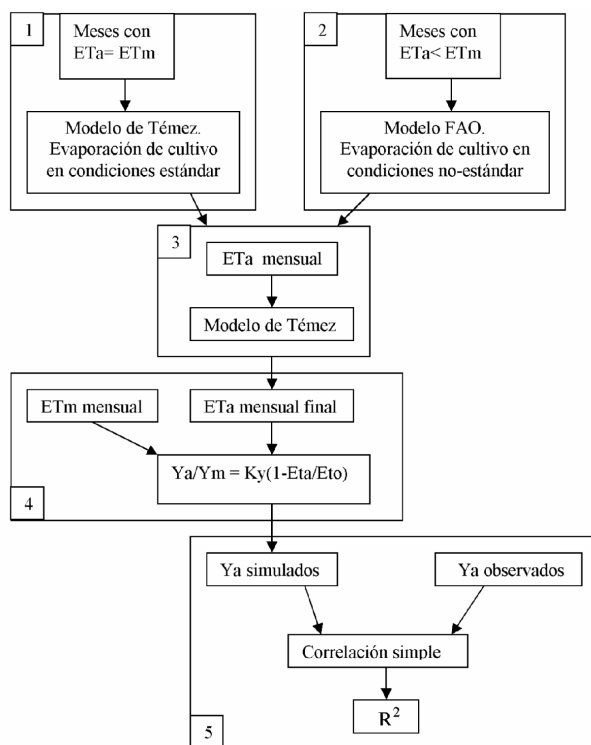 1
Meses con
ETa= ETm
Modelo de Témez.
Evaporación de cultivo
en condiciones estándar
2
Meses con
ETa< ETm
Modelo FAO.
Evaporación de cultivo en
condiciones no-estándar
3
ETa mensual
Modelo de Témez
ETm mensual
ETa mensual final
Ya/Ym = Ky(1-Eta/Eto)
4
Ya simulados
Ya observados
Correlación simple
R²
5